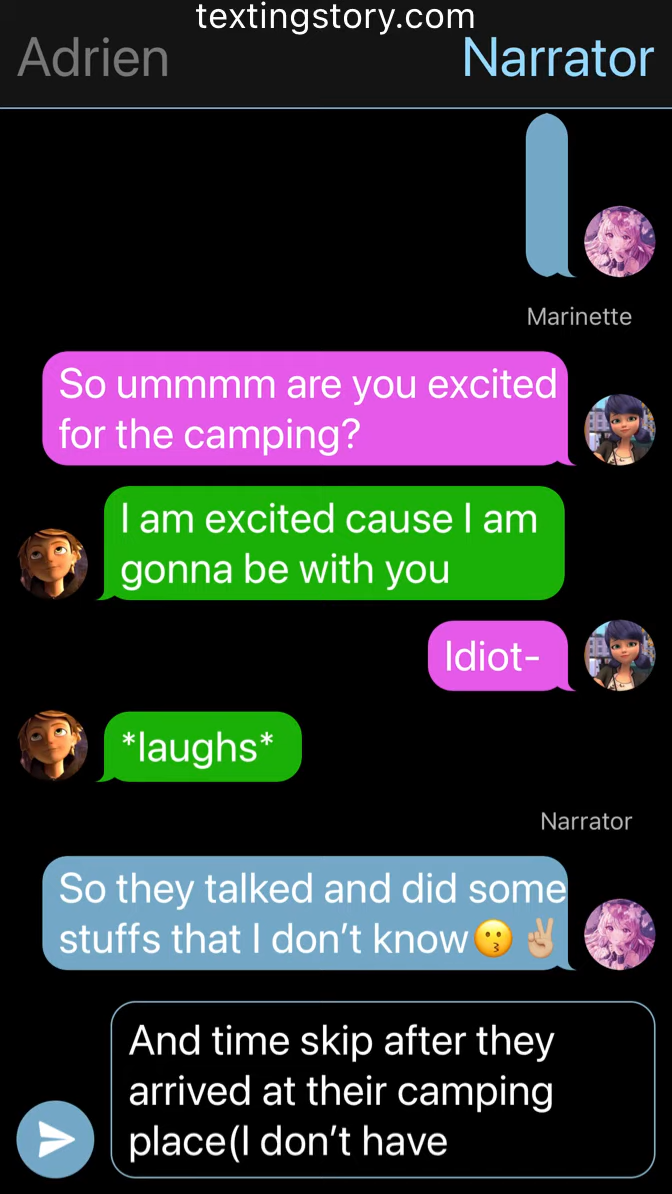 textingstory.com
Adrien
Narrator
Marinette
So ummmm are you excited
for the camping?
I am excited cause I am
gonna be with you
Idiot-
*laughs*
Narrator
So they talked and did some
stuffs that I don’t know😗✌🏼
And time skip after they
arrived at their camping
place(I don’t have